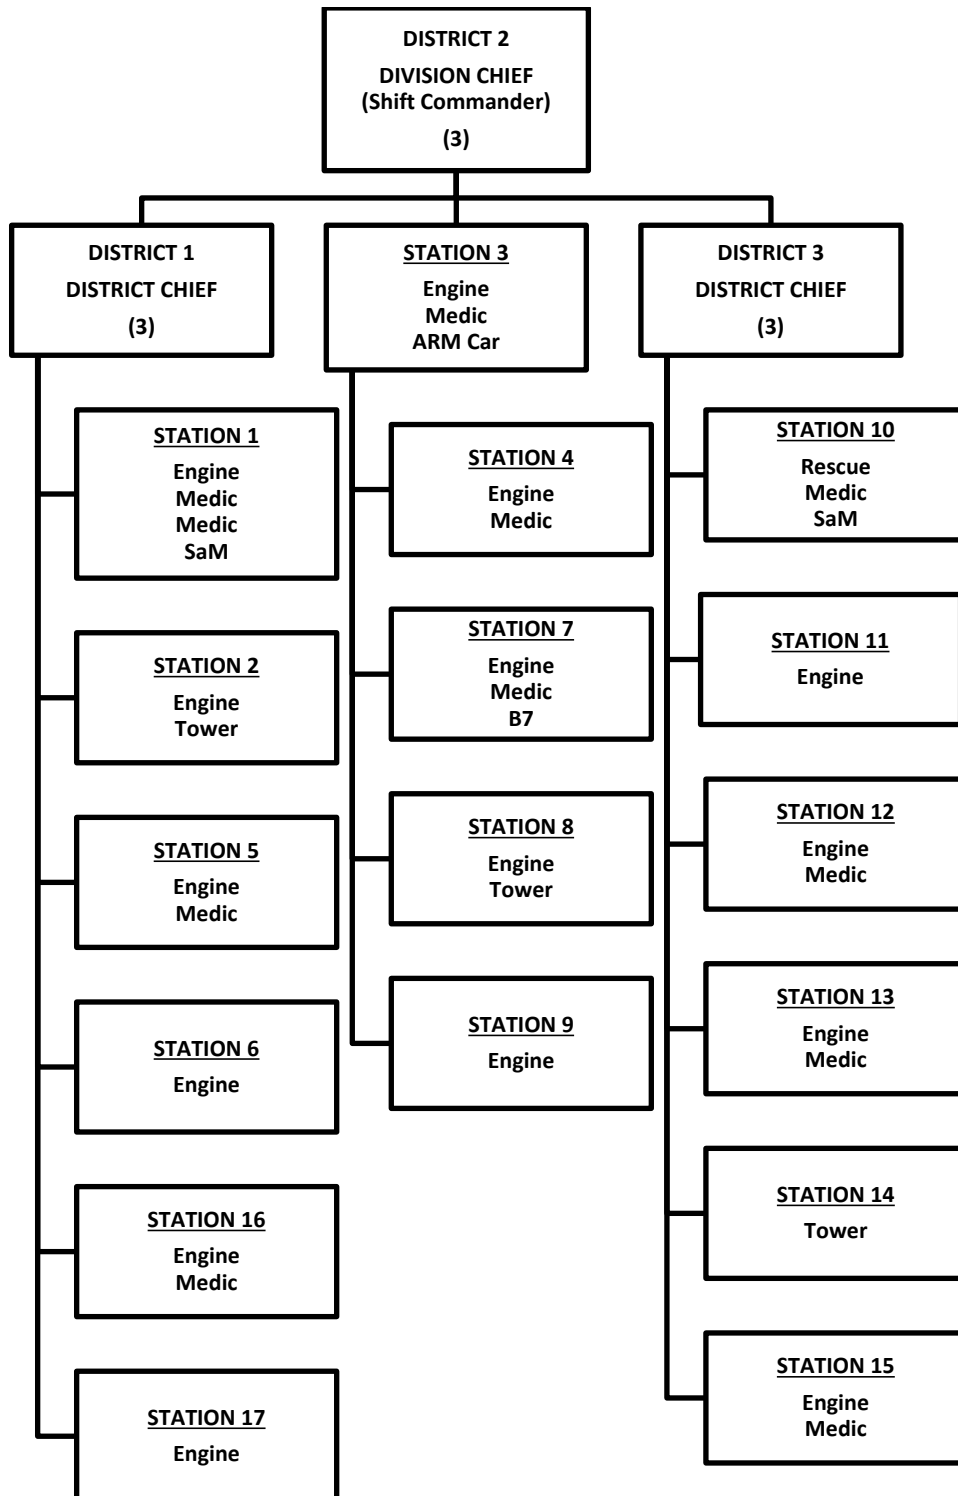 DISTRICT 2
DIVISION CHIEF
(Shift Commander)
(3)
DISTRICT 1
DISTRICT CHIEF
(3)
STATION 1
Engine
Medic
Medic
SaM
STATION 2
Engine
Tower
STATION 5
Engine
Medic
STATION 6
Engine
STATION 16
Engine
Medic
STATION 17
Engine
STATION 3
Engine
Medic
ARM Car
STATION 4
Engine
Medic
STATION 7
Engine
Medic
B7
STATION 8
Engine
Tower
STATION 9
Engine
DISTRICT 3
DISTRICT CHIEF
(3)
STATION 10
Rescue
Medic
SaM
STATION 11
Engine
STATION 12
Engine
Medic
STATION 13
Engine
Medic
STATION 14
Tower
STATION 15
Engine
Medic